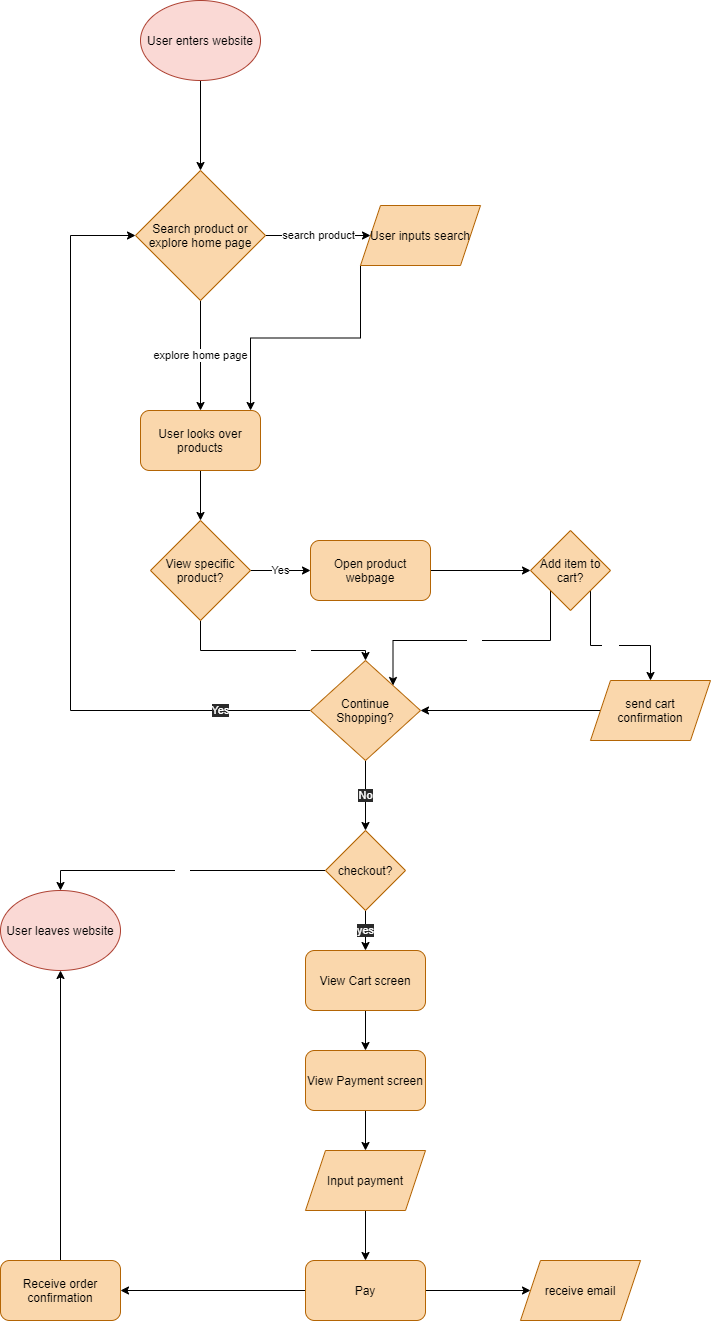 User enters website
Search product or
explore home page
search product
User inputs search
explore home page
User looks over
products
View specific
product?
Yes
Open product
webpage
Add item to
cart?
Continue
Shopping?
Yes
send cart
confirmation
No
checkout?
User leaves website
yes
View Cart screen
View Payment screen
Input payment
Receive order
confirmation
Pay
receive email